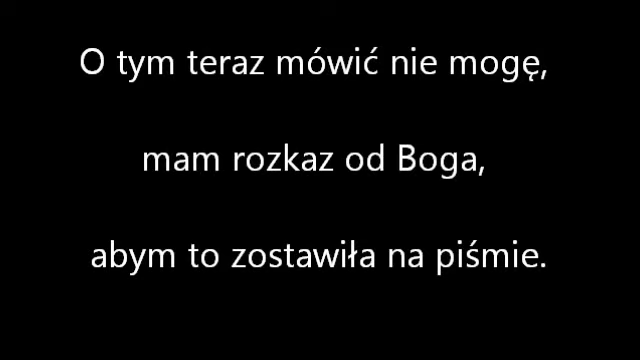 O tym teraz mówić nie mogę,
mam rozkaz od Boga,
abym to zostawiła na piśmie.